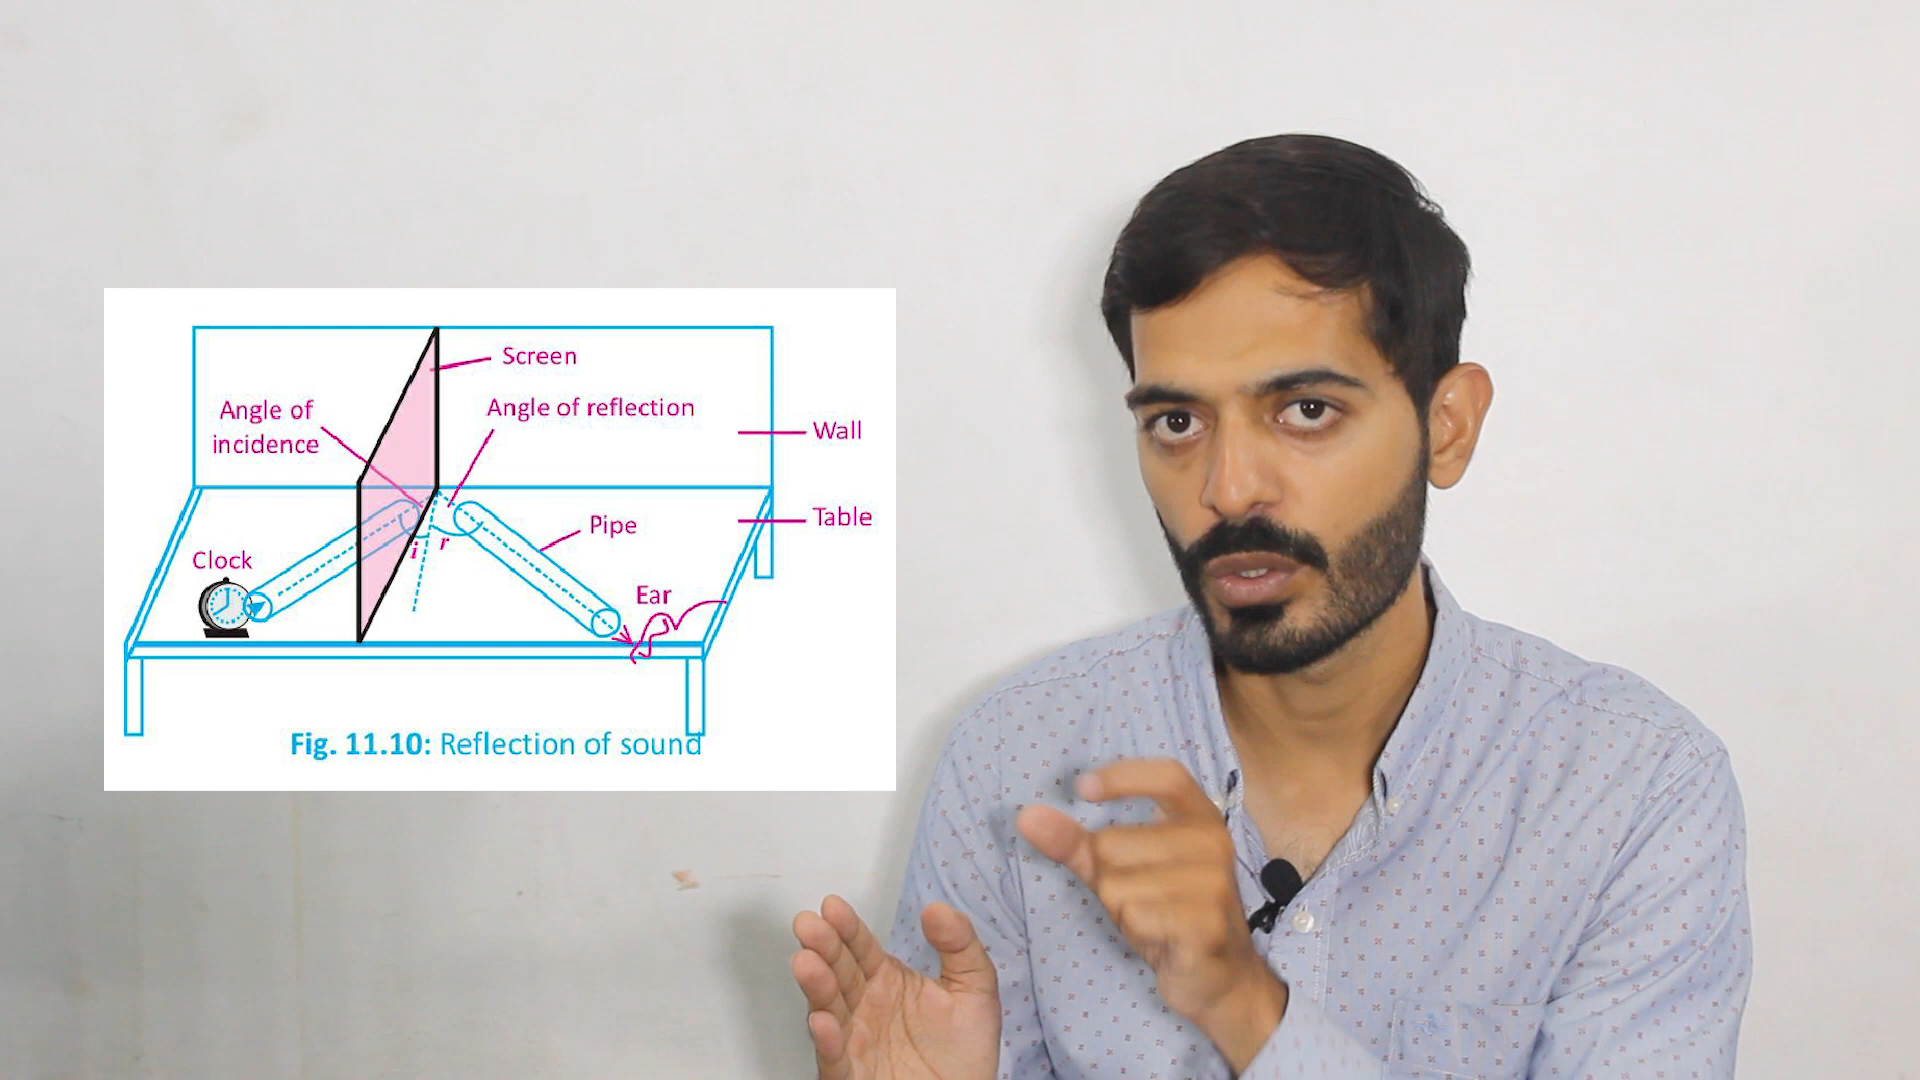 Screen
Angle of reflection
Angle of
incidence
Wall
Table
Pipe
i
r
Clock
Ear
Fig. 11.10: Reflection of sound